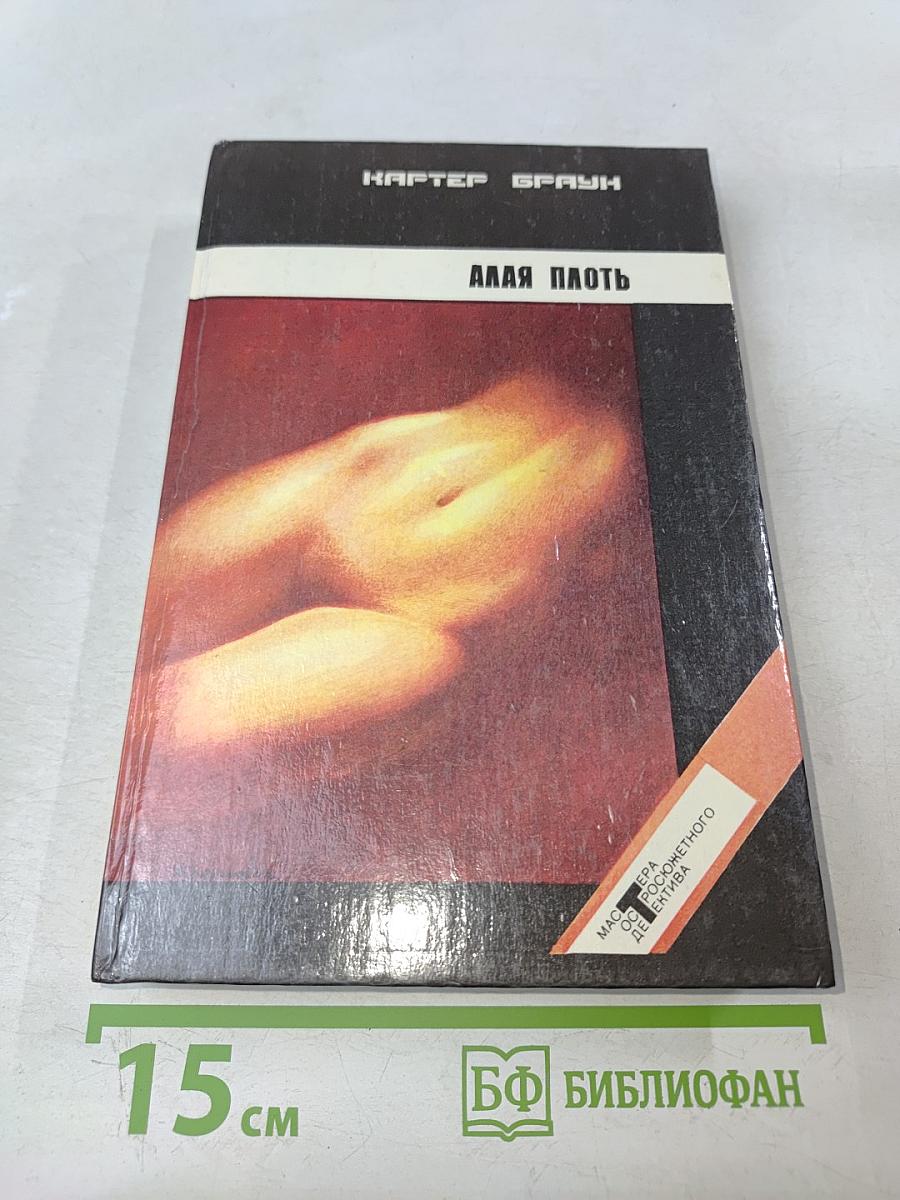 КАРТЕР БРАУН
АЛАЯ ПЛОТЬ
МАСТЕРА
ОСТРОСЮЖЕТНОГО
ДЕТЕКТИВА
15 см
БФ БИБЛИОФАН